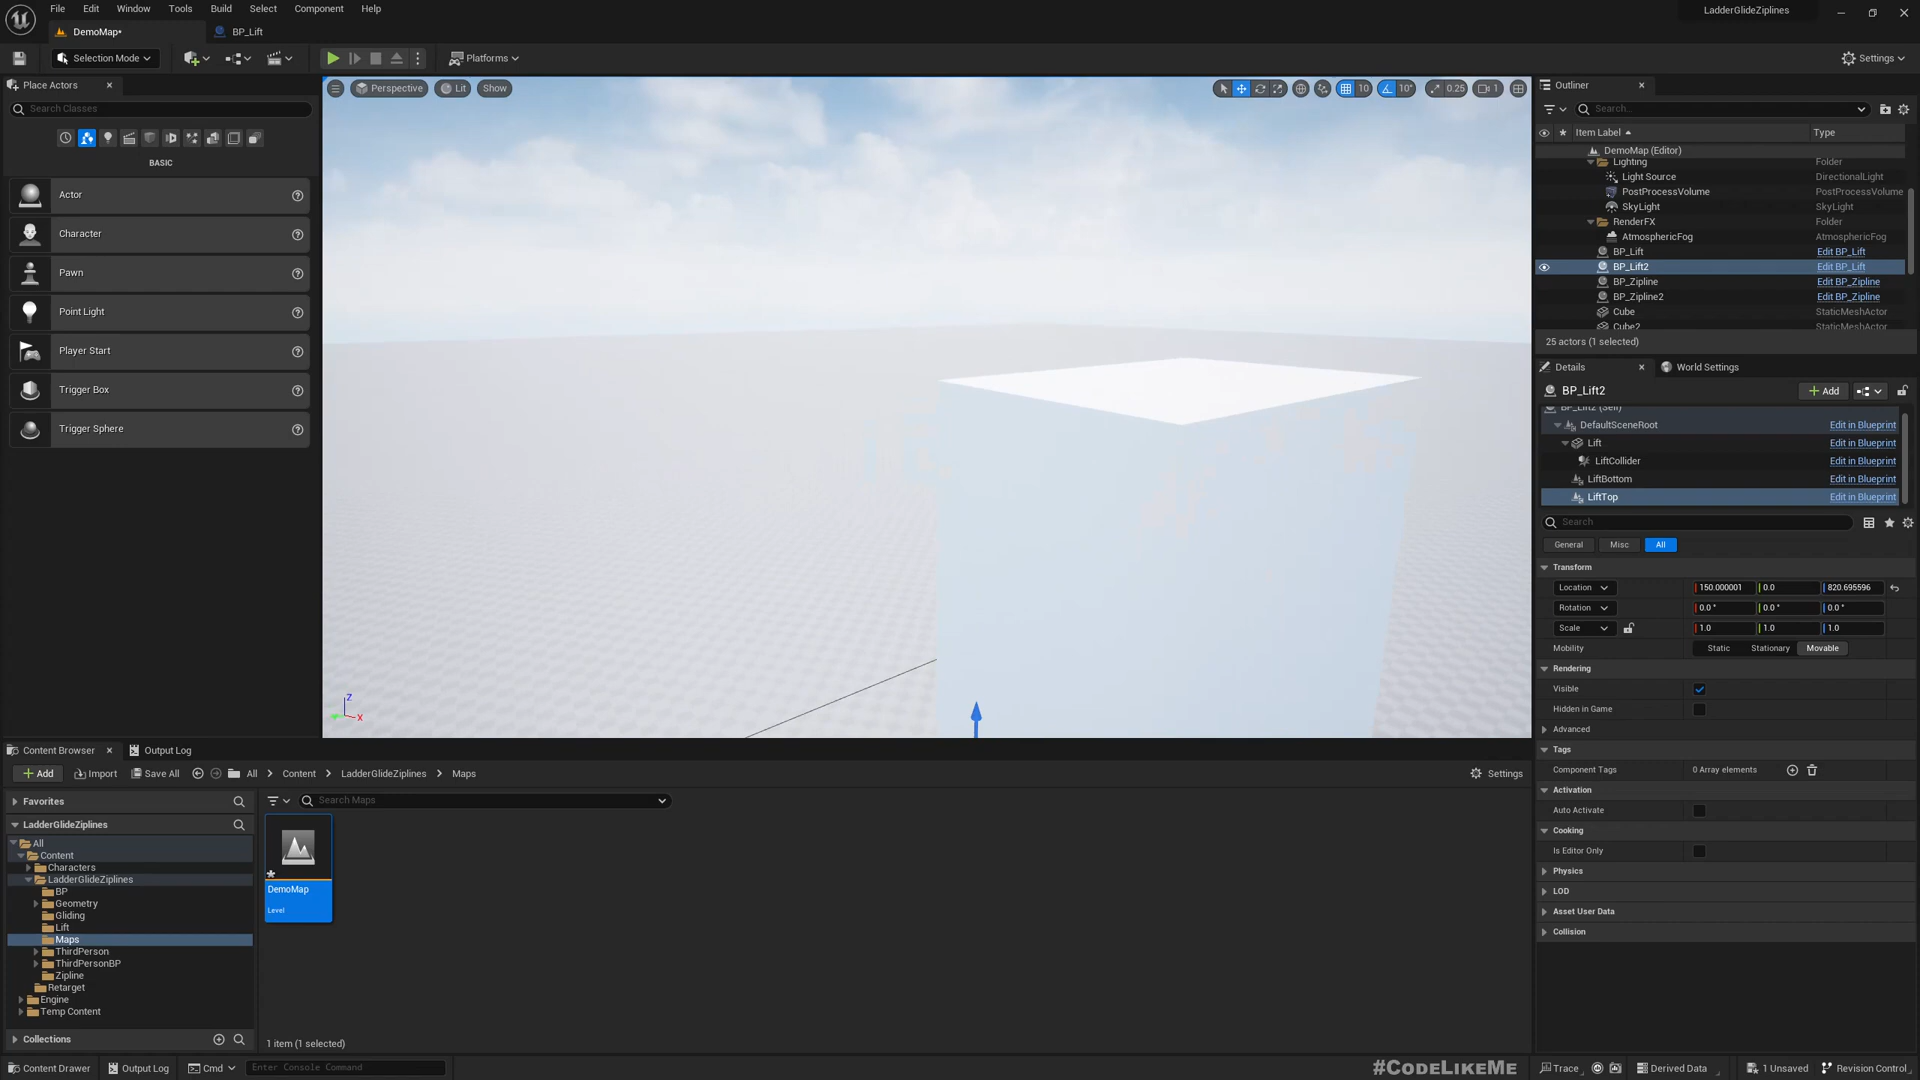 File Edit Window Tools Build Select Component Help
LadderGlideZiplines
DemoMap•
BP_Lift
Selection Mode
Platforms
Settings
Place Actors
Search Classes
BASIC
Actor
Character
Pawn
Point Light
Player Start
Trigger Box
Trigger Sphere
Perspective
Lit
Show
10
10°
0.25
1
Z
X
Outliner
Search...
Item Label
Type
DemoMap (Editor)
Lighting Folder
Light Source DirectionalLight
PostProcessVolume PostProcessVolume
SkyLight SkyLight
RenderFX Folder
AtmosphericFog AtmosphericFog
BP_Lift Edit BP_Lift
BP_Lift2 Edit BP_Lift
BP_Zipline Edit BP_Zipline
BP_Zipline2 Edit BP_Zipline
Cube StaticMeshActor
Cube2 StaticMeshActor
25 actors (1 selected)
Details
World Settings
BP_Lift2
Add
BP_Lift2 (Self)
DefaultSceneRoot Edit in Blueprint
Lift Edit in Blueprint
LiftCollider Edit in Blueprint
LiftBottom Edit in Blueprint
LiftTop Edit in Blueprint
Search
General Misc All
Transform
Location 150.000001 0.0 820.695596
Rotation 0.0° 0.0° 0.0°
Scale 1.0 1.0 1.0
Mobility Static Stationary Movable
Rendering
Visible
Hidden in Game
Advanced
Tags
Component Tags 0 Array elements
Activation
Auto Activate
Cooking
Is Editor Only
Physics
LOD
Asset User Data
Collision
Content Browser
Output Log
Add Import Save All All Content LadderGlideZiplines Maps
Settings
Favorites
LadderGlideZiplines
All
Content
Characters
LadderGlideZiplines
BP
Geometry
Gliding
Lift
Maps
ThirdPerson
ThirdPersonBP
Zipline
Retarget
Engine
Temp Content
Collections
Search Maps
DemoMap
Level
1 item (1 selected)
Content Drawer Output Log Cmd Enter Console Command
#CodeLikeMe
Trace Derived Data 1 Unsaved Revision Control